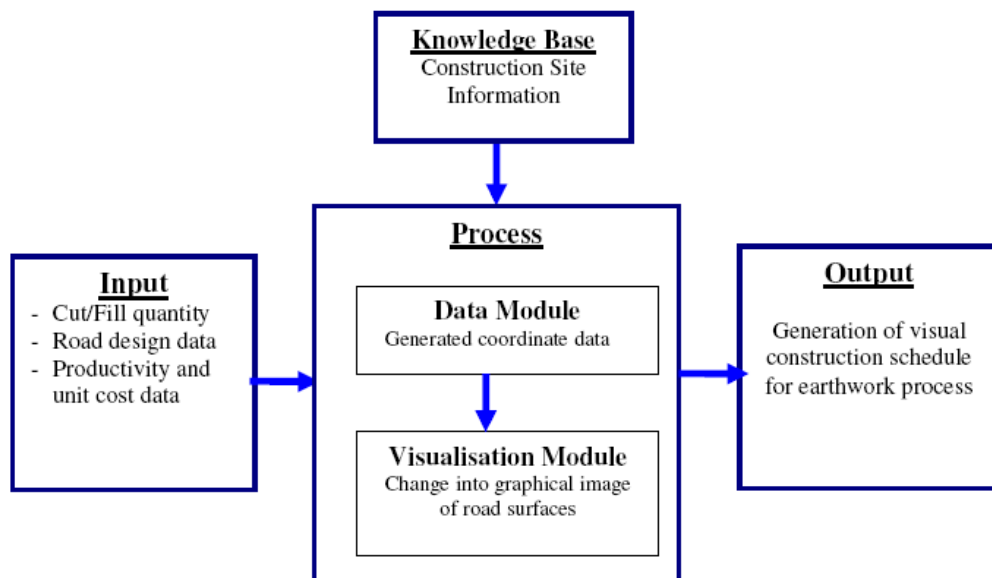 Knowledge Base
Construction Site
Information
Process
Input
- Cut/Fill quantity
- Road design data
- Productivity and
unit cost data
Data Module
Generated coordinate data
Visualisation Module
Change into graphical image
of road surfaces
Output
Generation of visual
construction schedule
for earthwork process